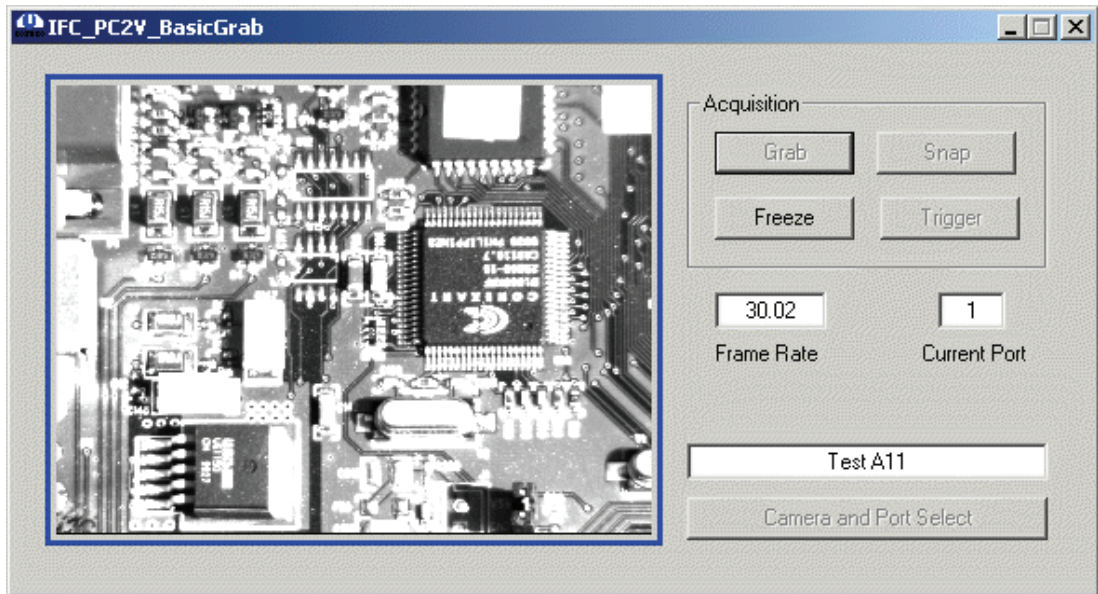 IFC_PC2V_BasicGrab
Acquisition
Grab
Snap
Freeze
Trigger
30.02
1
Frame Rate
Current Port
Test A11
Camera and Port Select
CONEXANT